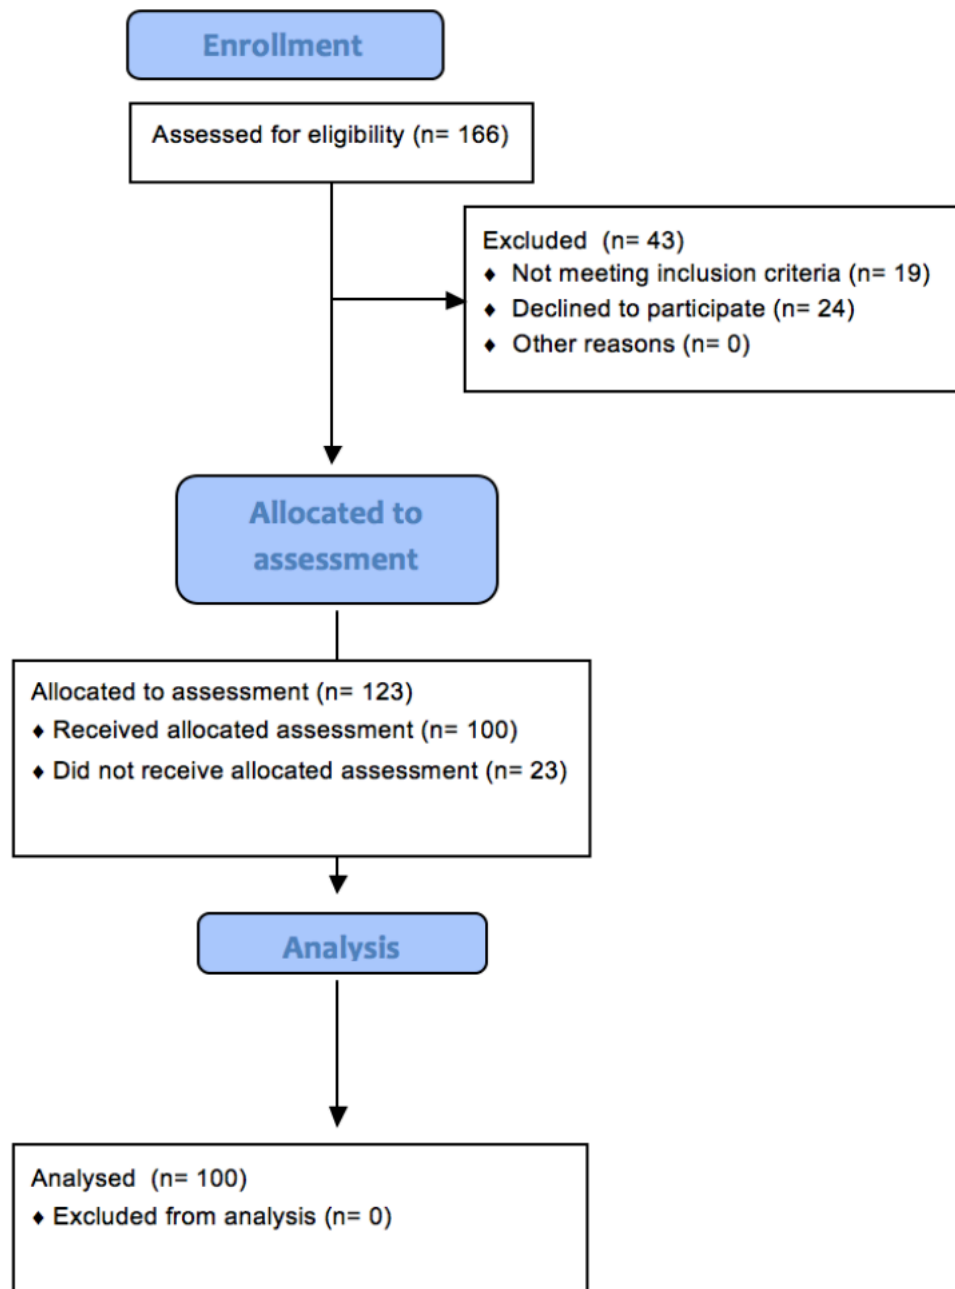 Enrollment
Assessed for eligibility (n= 166)
Excluded  (n= 43)
♦ Not meeting inclusion criteria (n= 19)
♦ Declined to participate (n= 24)
♦ Other reasons (n= 0)
Allocated to
assessment
Allocated to assessment (n= 123)
♦ Received allocated assessment (n= 100)
♦ Did not receive allocated assessment (n= 23)
Analysis
Analysed  (n= 100)
♦ Excluded from analysis (n= 0)